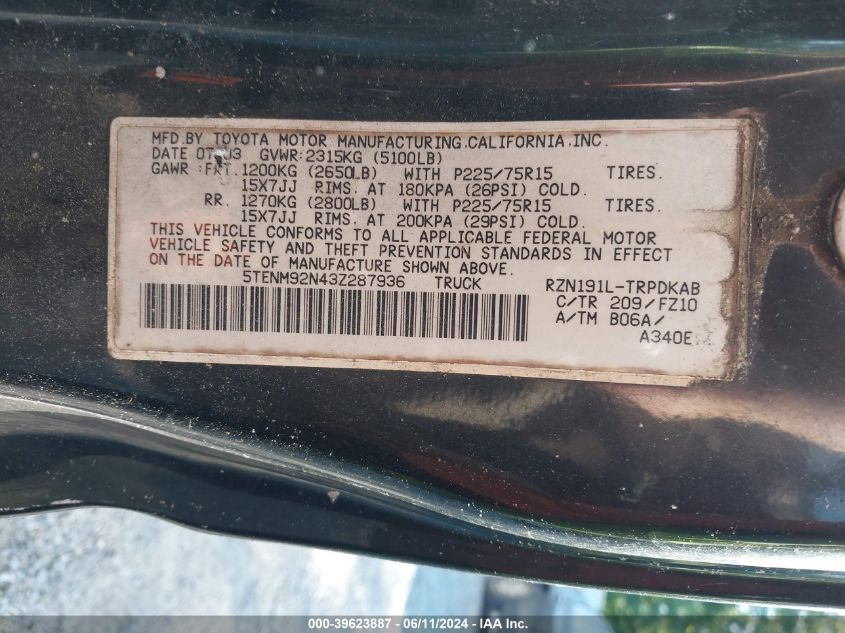 MFD.BY TOYOTA MOTOR MANUFACTURING.CALIFORNIA.INC.
DATE GVWR:2315KG (5100LB)
GAWR :FRT. 1200KG (2650LB) WITH P225/75R15 TIRES.
15X7JJ RIMS. AT 180KPA (26PSI) COLD.
RR. 1270KG (2800LB) WITH P225/75R15 TIRES.
15X7JJ RIMS. AT 200KPA (29PSI) COLD.
THIS VEHICLE CONFORMS TO ALL APPLICABLE FEDERAL MOTOR
VEHICLE SAFETY AND THEFT PREVENTION STANDARDS IN EFFECT
ON THE DATE OF MANUFACTURE SHOWN ABOVE.
5TENM92N43Z287936 TRUCK RZN191L-TRPDKAB
C/TR 209/FZ10
A/TM B06A/
A340E
000-39623887 - 06/11/2024 - IAA Inc.